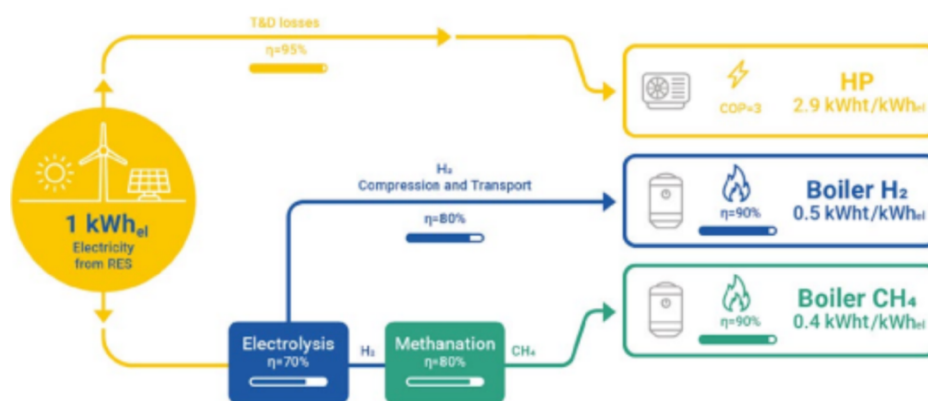 T&D losses
η=95%
COP=3
HP
2.9 kWht/kWhel
1 kWhel
Electricity
from RES
H₂
Compression and Transport
η=80%
η=90%
Boiler H₂
0.5 kWht/kWhel
Electrolysis
η=70%
H₂
Methanation
η=80%
CH₄
η=90%
Boiler CH₄
0.4 kWht/kWhel